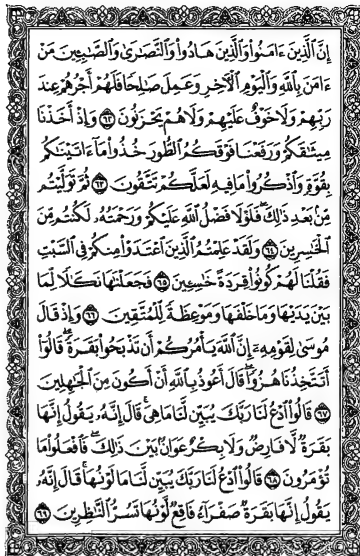 إِنَّ ٱلَّذِينَ ءَامَنُوا۟ وَٱلَّذِينَ هَادُوا۟ وَٱلنَّصَٰرَىٰ وَٱلصَّٰبِـِٔينَ مَنْ
ءَامَنَ بِٱللَّهِ وَٱلْيَوْمِ ٱلْءَاخِرِ وَعَمِلَ صَٰلِحًا فَلَهُمْ أَجْرُهُمْ عِندَ
رَبِّهِمْ وَلَا خَوْفٌ عَلَيْهِمْ وَلَا هُمْ يَحْزَنُونَ ٦٢ وَإِذْ أَخَذْنَا
مِيثَٰقَكُمْ وَرَفَعْنَا فَوْقَكُمُ ٱلطُّورَ خُذُوا۟ مَآ ءَاتَيْنَٰكُم
بِقُوَّةٍ وَٱذْكُرُوا۟ مَا فِيهِ لَعَلَّكُمْ تَتَّقُونَ ٦٣ ثُمَّ تَوَلَّيْتُم
مِّنۢ بَعْدِ ذَٰلِكَ ۖ فَلَوْلَا فَضْلُ ٱللَّهِ عَلَيْكُمْ وَرَحْمَتُهُۥ لَكُنتُم مِّنَ
ٱلْخَٰسِرِينَ ٦٤ وَلَقَدْ عَلِمْتُمُ ٱلَّذِينَ ٱعْتَدَوْا۟ مِنكُمْ فِى ٱلسَّبْتِ
فَقُلْنَا لَهُمْ كُونُوا۟ قِرَدَةً خَٰسِـِٔينَ ٦٥ فَجَعَلْنَٰهَا نَكَٰلًا لِّمَا
بَيْنَ يَدَيْهَا وَمَا خَلْفَهَا وَمَوْعِظَةً لِّلْمُتَّقِينَ ٦٦ وَإِذْ قَالَ
مُوسَىٰ لِقَوْمِهِۦٓ إِنَّ ٱللَّهَ يَأْمُرُكُمْ أَن تَذْبَحُوا۟ بَقَرَةً ۖ قَالُوٓا۟
أَتَتَّخِذُنَا هُزُوًا ۖ قَالَ أَعُوذُ بِٱللَّهِ أَنْ أَكُونَ مِنَ ٱلْجَٰهِلِينَ
٦٧ قَالُوا۟ ٱدْعُ لَنَا رَبَّكَ يُبَيِّن لَّنَا مَا هِىَ ۚ قَالَ إِنَّهُۥ يَقُولُ إِنَّهَا
بَقَرَةٌ لَّا فَارِضٌ وَلَا بِكْرٌ عَوَانٌۢ بَيْنَ ذَٰلِكَ ۖ فَٱفْعَلُوا۟ مَا
تُؤْمَرُونَ ٦٨ قَالُوا۟ ٱدْعُ لَنَا رَبَّكَ يُبَيِّن لَّنَا مَا لَوْنُهَا ۚ قَالَ إِنَّهُۥ
يَقُولُ إِنَّهَا بَقَرَةٌ صَفْرَآءُ فَاقِعٌ لَّوْنُهَا تَسُرُّ ٱلنَّٰظِرِينَ ٦٩